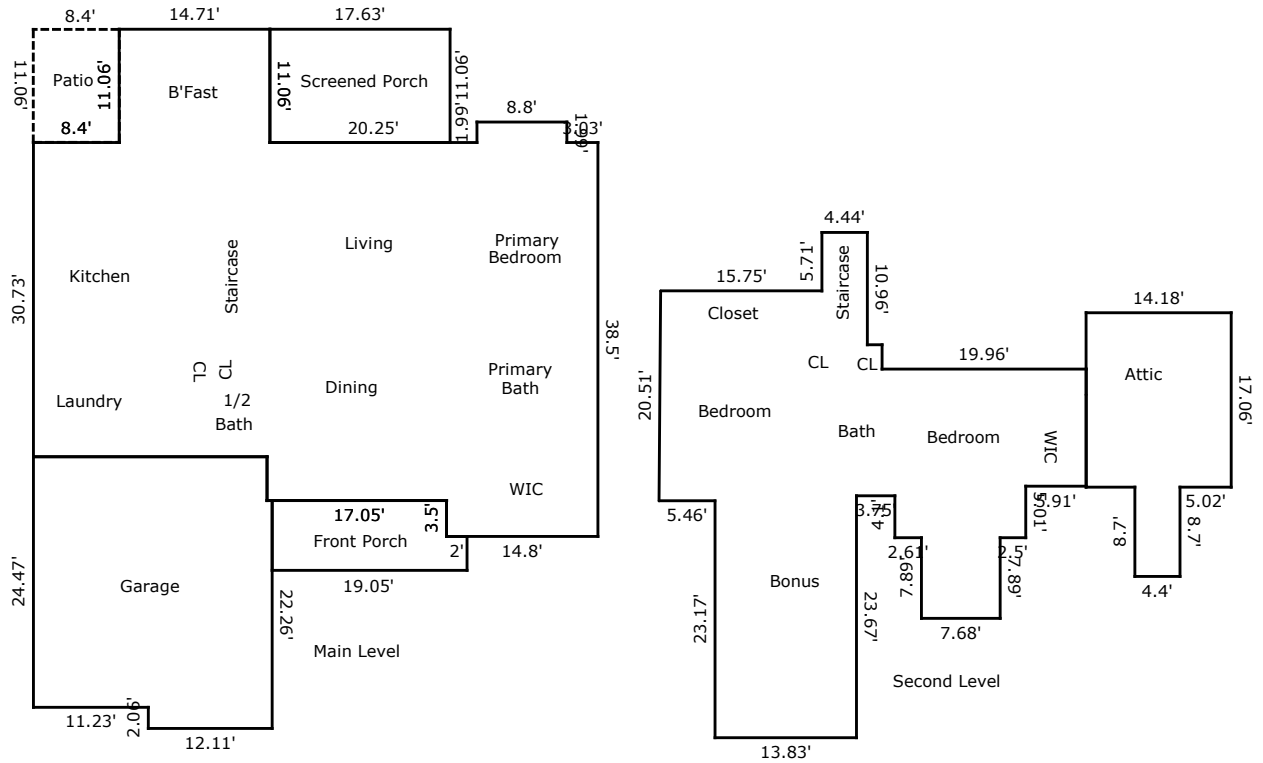 8.4'
14.71'
17.63'
11.06'
Patio
11.06'
B'Fast
11.06'
Screened Porch
11.06'
8.4'
20.25'
1.99'
8.8'
1.99'
3.03'
Living
Primary
Bedroom
Kitchen
Staircase
30.73'
38.5'
CL
CL
Laundry
1/2
Bath
Dining
Primary
Bath
WIC
17.05'
3.5'
Front Porch
2'
14.8'
19.05'
Garage
24.47'
22.26'
Main Level
11.23'
2.06'
12.11'
4.44'
5.71'
Staircase
10.96'
15.75'
Closet
14.18'
CL
CL
19.96'
Attic
20.51'
Bedroom
Bath
Bedroom
WIC
17.06'
5.46'
3.75'
5.01'
5.91'
5.02'
2.61'
2.5'
8.7'
8.7'
7.89'
7.89'
Bonus
4.4'
23.17'
23.67'
7.68'
Second Level
13.83'